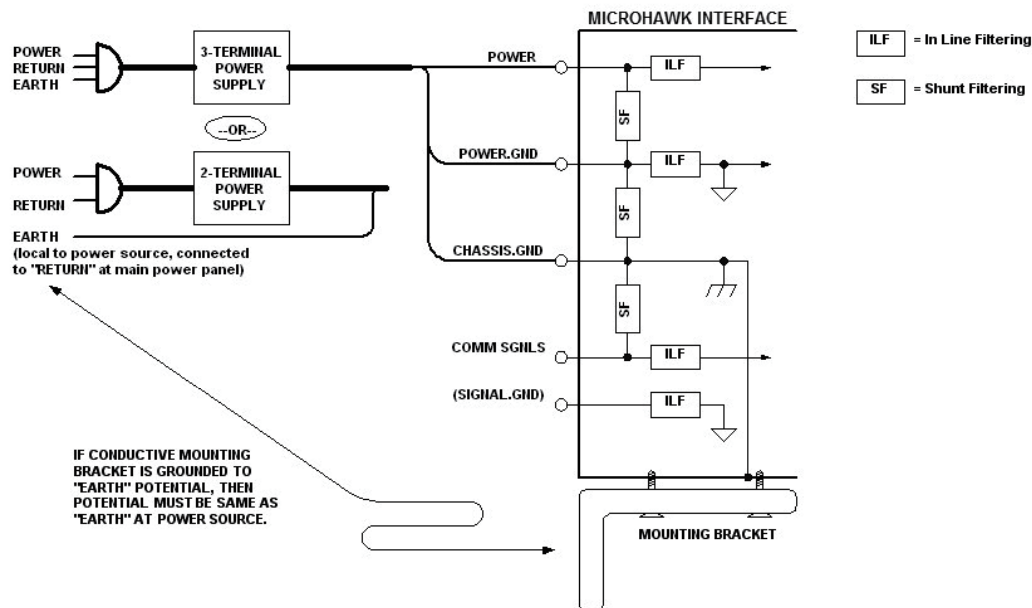 MICROHAWK INTERFACE
ILF = In Line Filtering
SF = Shunt Filtering
POWER
RETURN
EARTH
3-TERMINAL
POWER
SUPPLY
--OR--
POWER
RETURN
2-TERMINAL
POWER
SUPPLY
EARTH
(local to power source, connected
to "RETURN" at main power panel)
POWER
ILF
SF
POWER.GND
ILF
SF
CHASSIS.GND
SF
COMM SGNLS
ILF
(SIGNAL.GND)
ILF
IF CONDUCTIVE MOUNTING
BRACKET IS GROUNDED TO
"EARTH" POTENTIAL, THEN
POTENTIAL MUST BE SAME AS
"EARTH" AT POWER SOURCE.
MOUNTING BRACKET